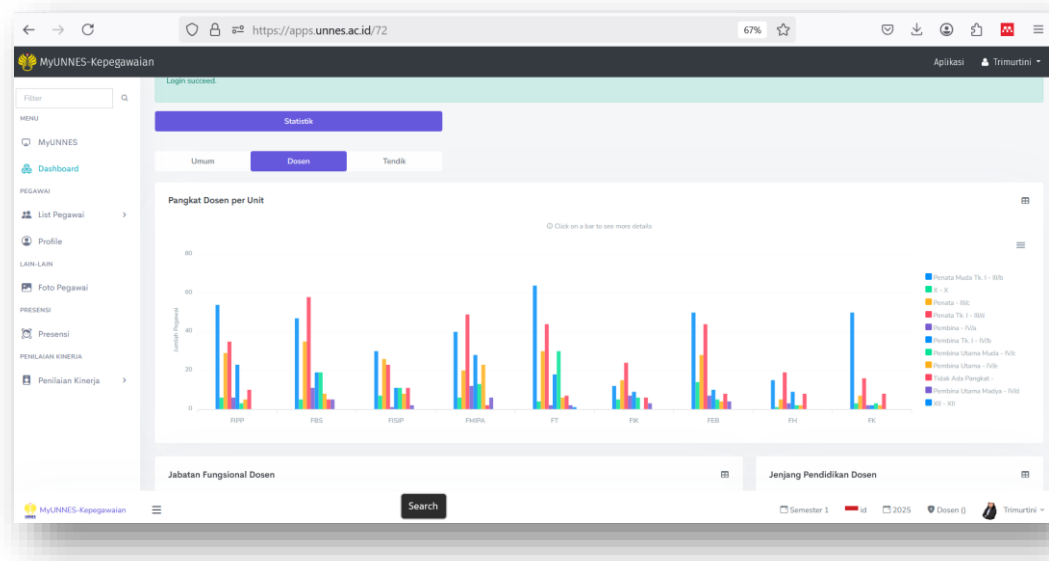 https://apps.unnes.ac.id/72
67%
MyUNNES-Kepegawaian
Aplikasi
Trimurtini
Filter
MENU
MyUNNES
Dashboard
PEGAWAI
List Pegawai
Profile
LAIN-LAIN
Foto Pegawai
PRESENSI
Presensi
PENILAIAN KINERJA
Penilaian Kinerja
Login succeed.
Statistik
Umum
Dosen
Tendik
Pangkat Dosen per Unit
Click on a bar to see more details
Jumlah Pegawai
80
60
40
20
0
FIPP
FBS
FISIP
FMIPA
FT
FIK
FEB
FH
FK
Penata Muda Tk. I - III/b
X - X
Penata - III/c
Penata Tk. I - III/d
Pembina - IV/a
Pembina Tk. I - IV/b
Pembina Utama Muda - IV/c
Pembina Utama - IV/e
Tidak Ada Pangkat -
Pembina Utama Madya - IV/d
XII - XII
Jabatan Fungsional Dosen
Jenjang Pendidikan Dosen
MyUNNES-Kepegawaian
Search
Semester 1
id
2025
Dosen ()
Trimurtini